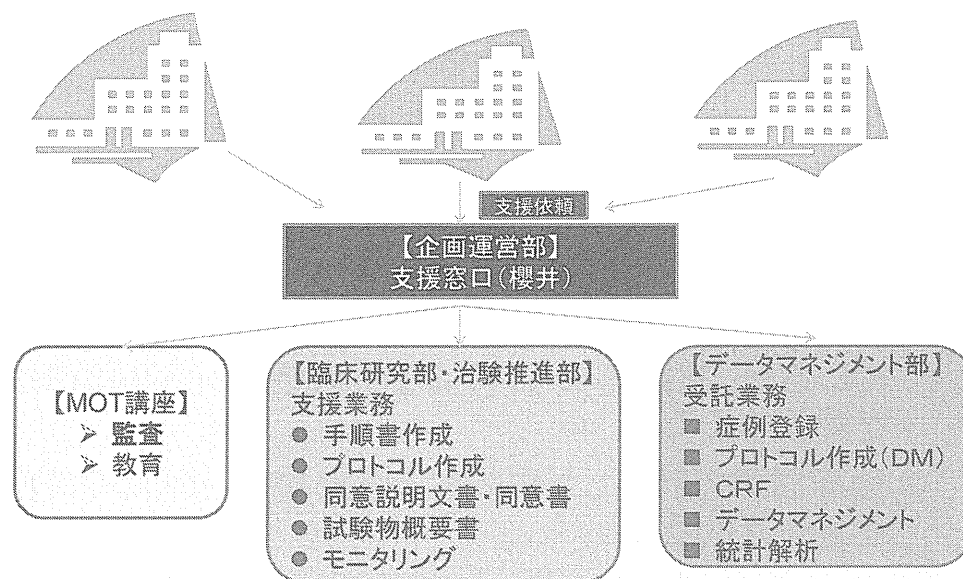 支援依頼
【企画運営部】
支援窓口(櫻井)
【MOT講座】
➢ 監査
➢ 教育
【臨床研究部・治験推進部】
支援業務
● 手順書作成
● プロトコル作成
● 同意説明文書・同意書
● 試験物概要書
● モニタリング
【データマネジメント部】
受託業務
■ 症例登録
■ プロトコル作成(DM)
■ CRF
■ データマネジメント
■ 統計解析